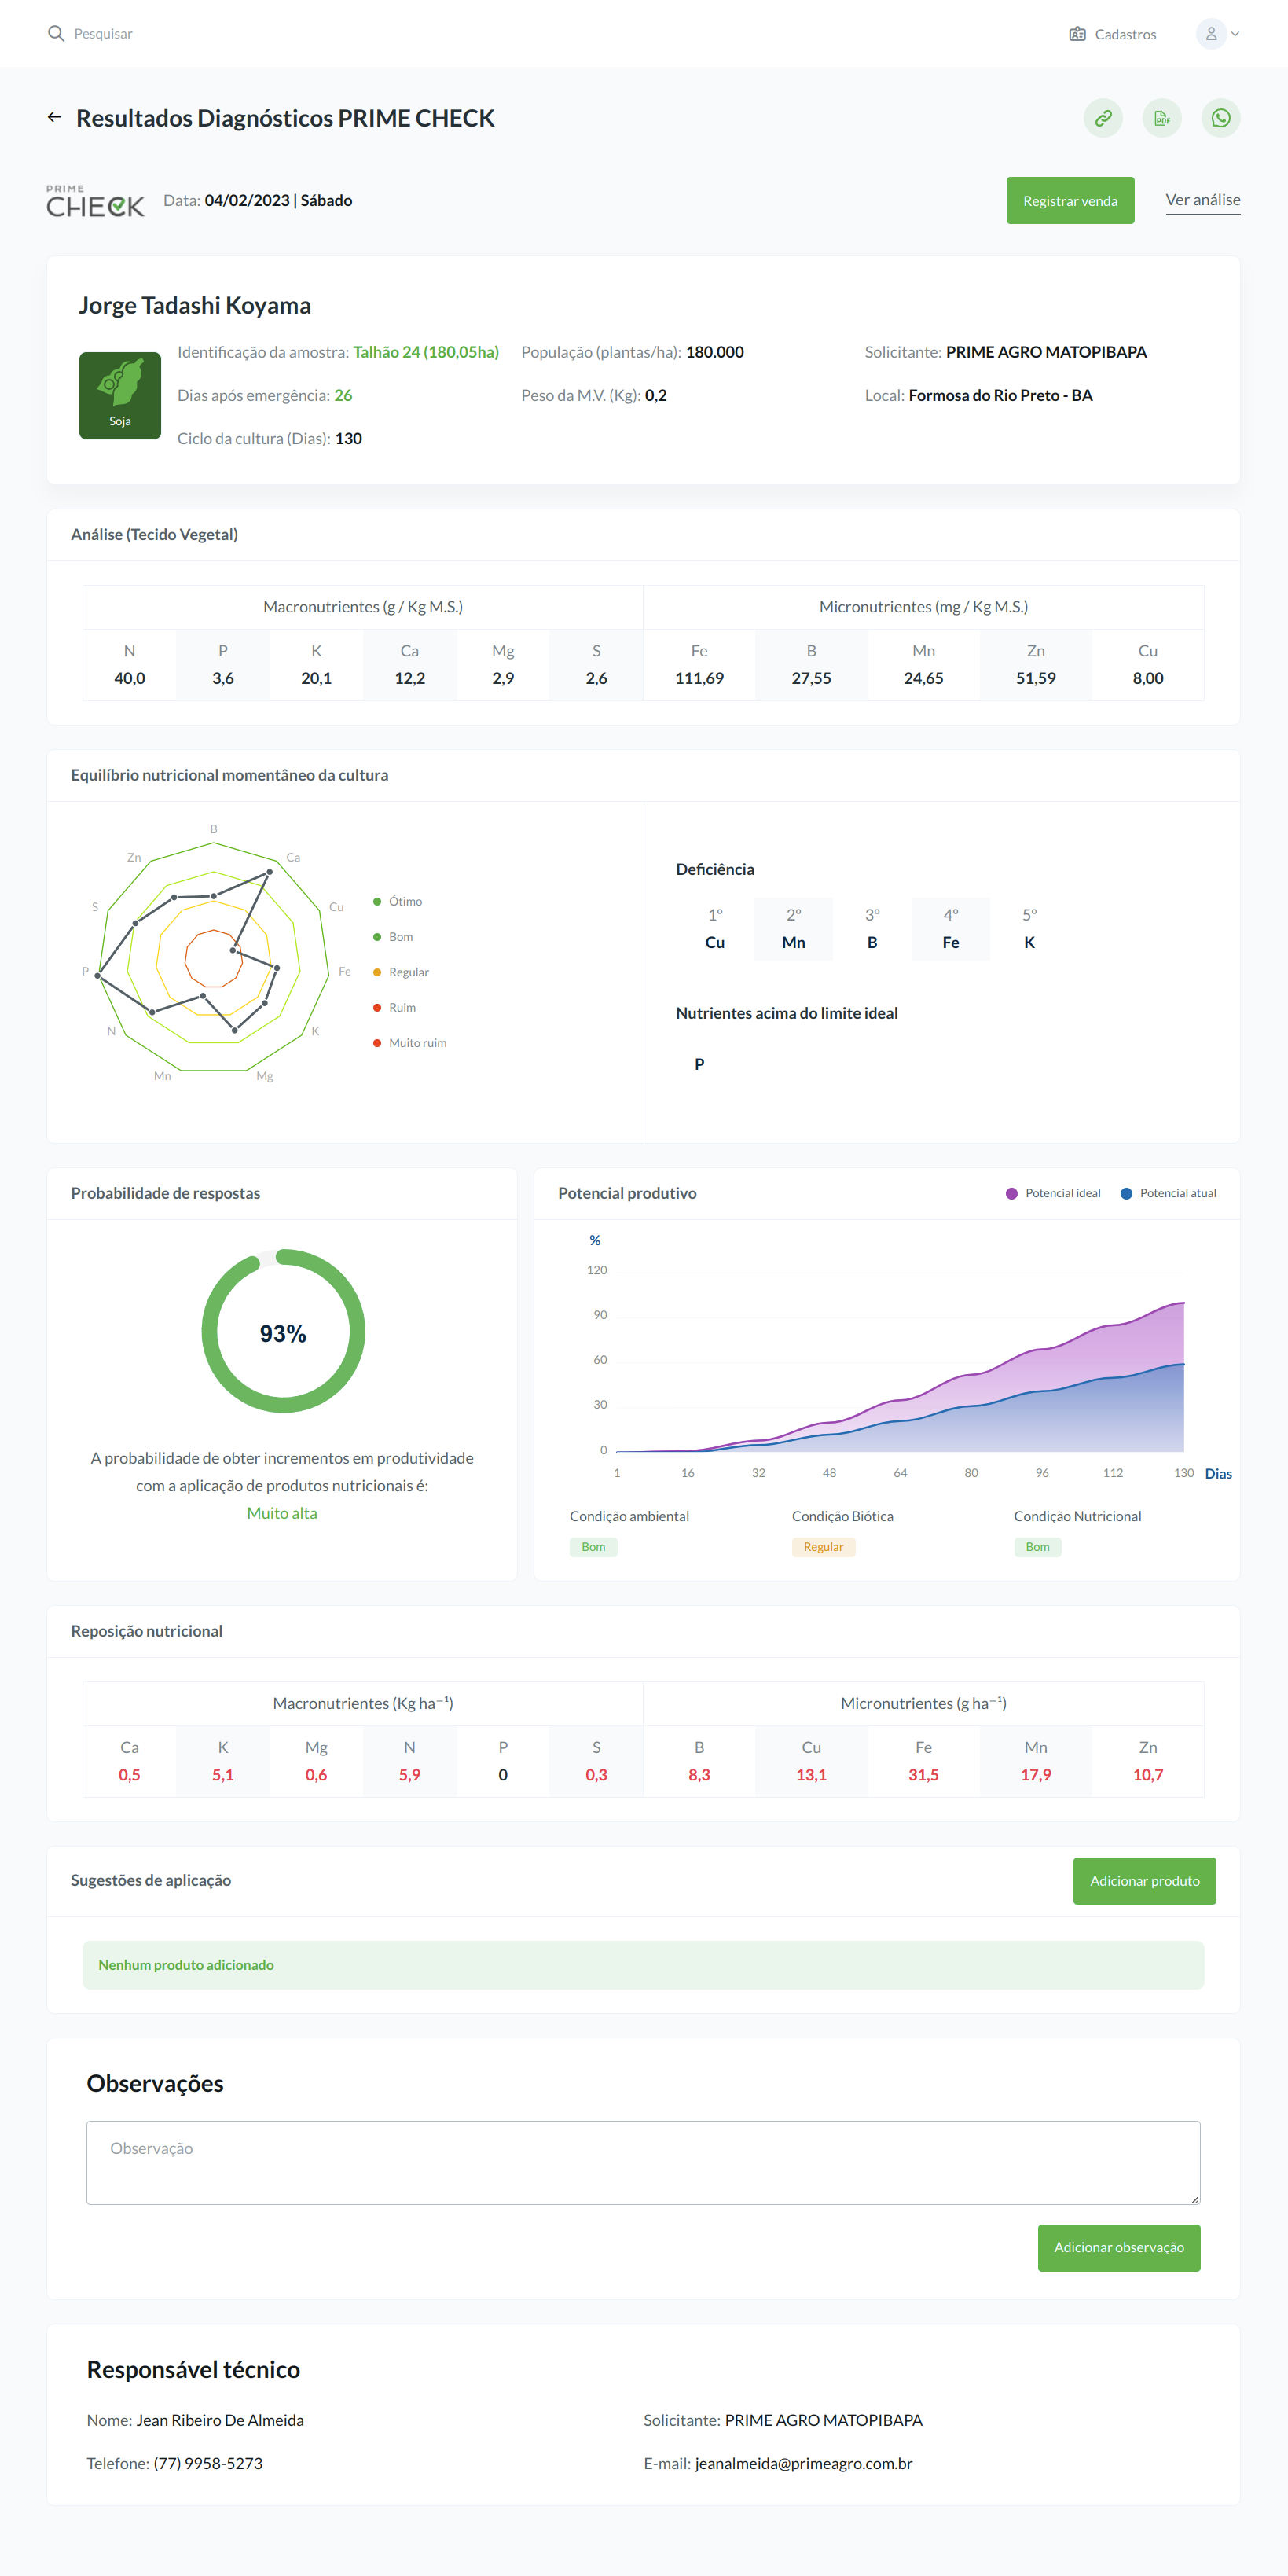 Pesquisar
Cadastros
Resultados Diagnósticos PRIME CHECK
PDF
PRIME
CHECK
Data: 04/02/2023 | Sábado
Registrar venda
Ver análise
Jorge Tadashi Koyama
Soja
Identificação da amostra: Talhão 24 (180,05ha)
População (plantas/ha): 180.000
Solicitante: PRIME AGRO MATOPIBAPA
Dias após emergência: 26
Peso da M.V. (Kg): 0,2
Local: Formosa do Rio Preto - BA
Ciclo da cultura (Dias): 130
Análise (Tecido Vegetal)
Macronutrientes (g / Kg M.S.)
Micronutrientes (mg / Kg M.S.)
N P K Ca Mg S Fe B Mn Zn Cu
40,0 3,6 20,1 12,2 2,9 2,6 111,69 27,55 24,65 51,59 8,00
Equilíbrio nutricional momentâneo da cultura
B
Ca
Cu
Fe
K
Mg
Mn
N
P
S
Zn
Ótimo
Bom
Regular
Ruim
Muito ruim
Deficiência
1º 2º 3º 4º 5º
Cu Mn B Fe K
Nutrientes acima do limite ideal
P
Probabilidade de respostas
93%
A probabilidade de obter incrementos em produtividade
com a aplicação de produtos nutricionais é:
Muito alta
Potencial produtivo
Potencial ideal
Potencial atual
%
120
90
60
30
0
1 16 32 48 64 80 96 112 130 Dias
Condição ambiental
Condição Biótica
Condição Nutricional
Bom
Regular
Bom
Reposição nutricional
Macronutrientes (Kg ha⁻¹)
Micronutrientes (g ha⁻¹)
Ca K Mg N P S B Cu Fe Mn Zn
0,5 5,1 0,6 5,9 0 0,3 8,3 13,1 31,5 17,9 10,7
Sugestões de aplicação
Adicionar produto
Nenhum produto adicionado
Observações
Observação
Adicionar observação
Responsável técnico
Nome: Jean Ribeiro De Almeida
Solicitante: PRIME AGRO MATOPIBAPA
Telefone: (77) 9958-5273
E-mail: jeanalmeida@primeagro.com.br